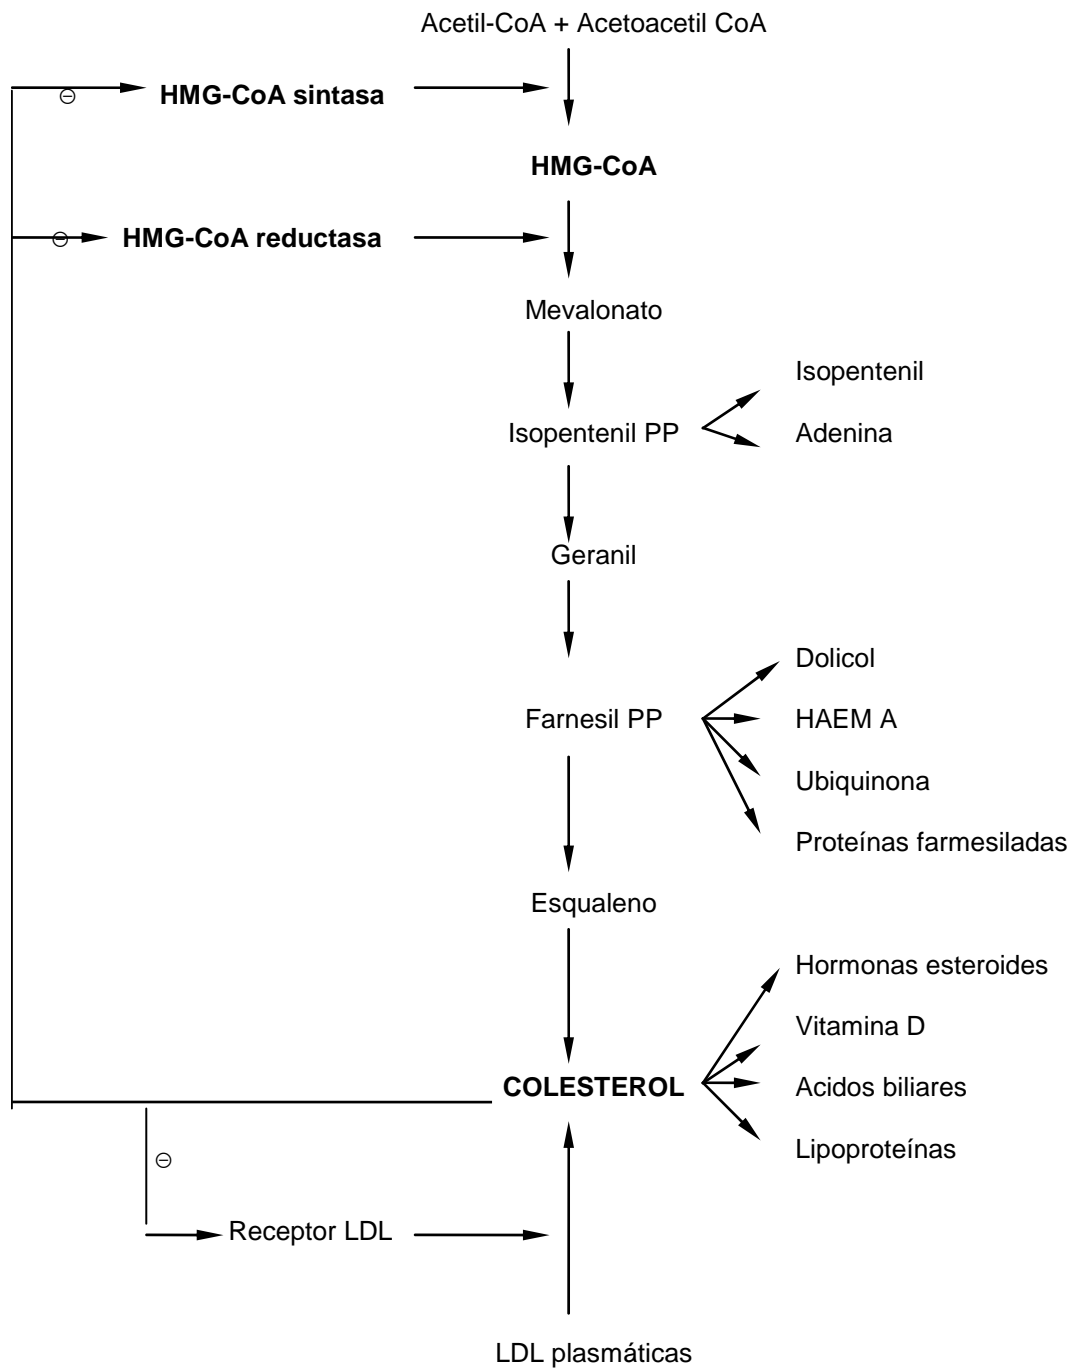 Acetil-CoA + Acetoacetil CoA
HMG-CoA sintasa
HMG-CoA
HMG-CoA reductasa
Mevalonato
Isopentenil
Isopentenil PP
Adenina
Geranil
Dolicol
Farnesil PP
HAEM A
Ubiquinona
Proteínas farmesiladas
Esqualeno
Hormonas esteroides
Vitamina D
COLESTEROL
Acidos biliares
Lipoproteínas
Receptor LDL
LDL plasmáticas